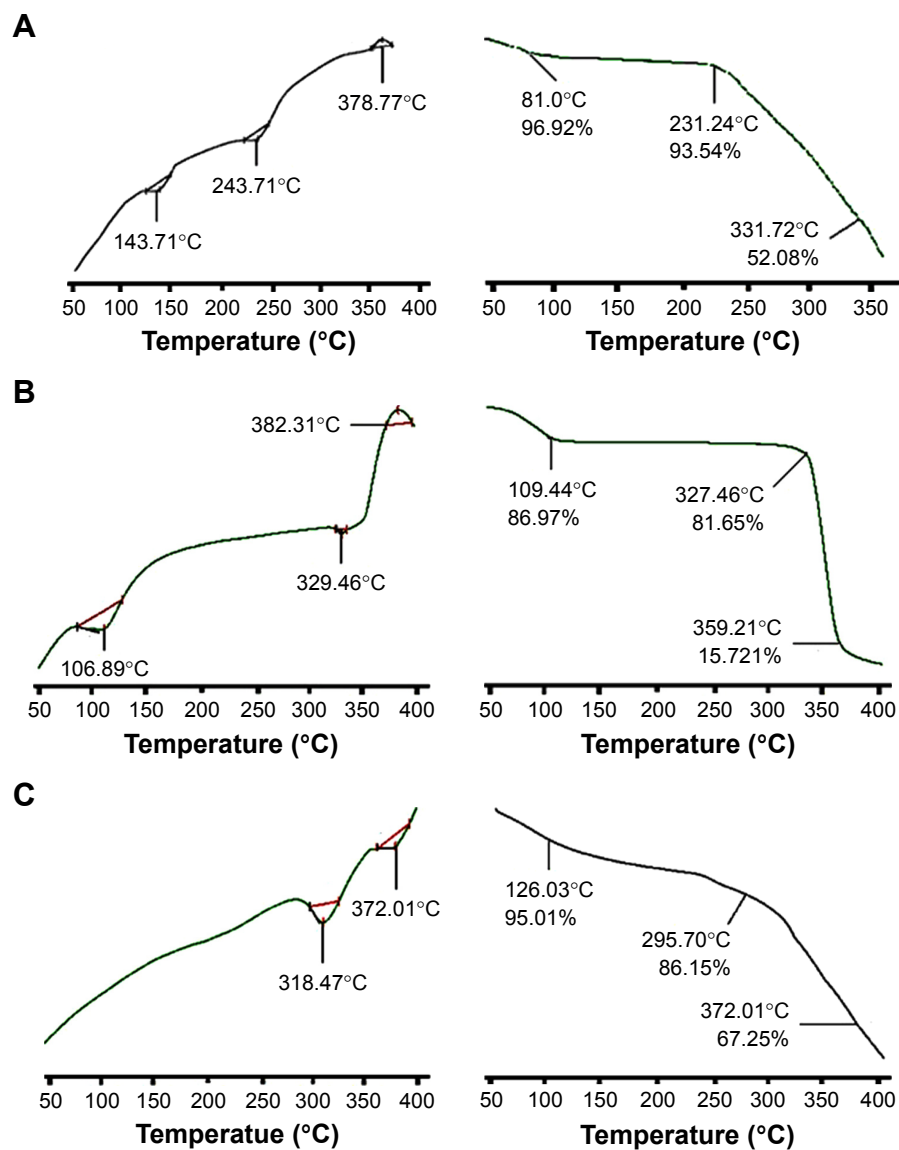 A
378.77°C
243.71°C
143.71°C
50 100 150 200 250 300 350 400
Temperature (°C)
81.0°C
96.92%
231.24°C
93.54%
331.72°C
52.08%
50 100 150 200 250 300 350
Temperature (°C)
B
382.31°C
329.46°C
106.89°C
50 100 150 200 250 300 350 400
Temperature (°C)
109.44°C
86.97%
327.46°C
81.65%
359.21°C
15.721%
50 100 150 200 250 300 350 400
Temperature (°C)
C
372.01°C
318.47°C
50 100 150 200 250 300 350 400
Temperatue (°C)
126.03°C
95.01%
295.70°C
86.15%
372.01°C
67.25%
50 100 150 200 250 300 350 400
Temperature (°C)